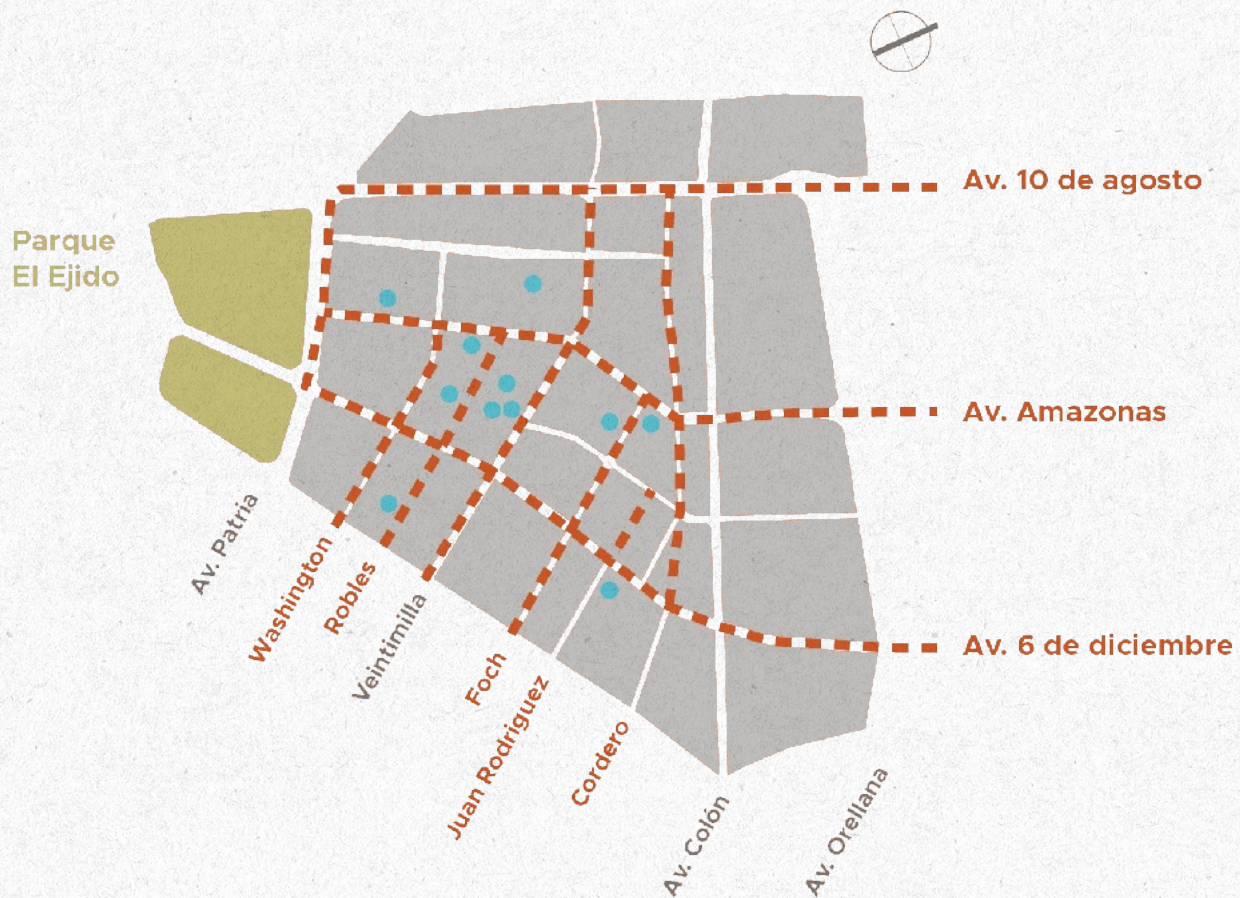 Av. 10 de agosto
Parque
El Ejido
Av. Amazonas
Av. Patria
Washington
Robles
Veintimilla
Foch
Juan Rodriguez
Cordero
Av. 6 de diciembre
Av. Colón
Av. Orellana